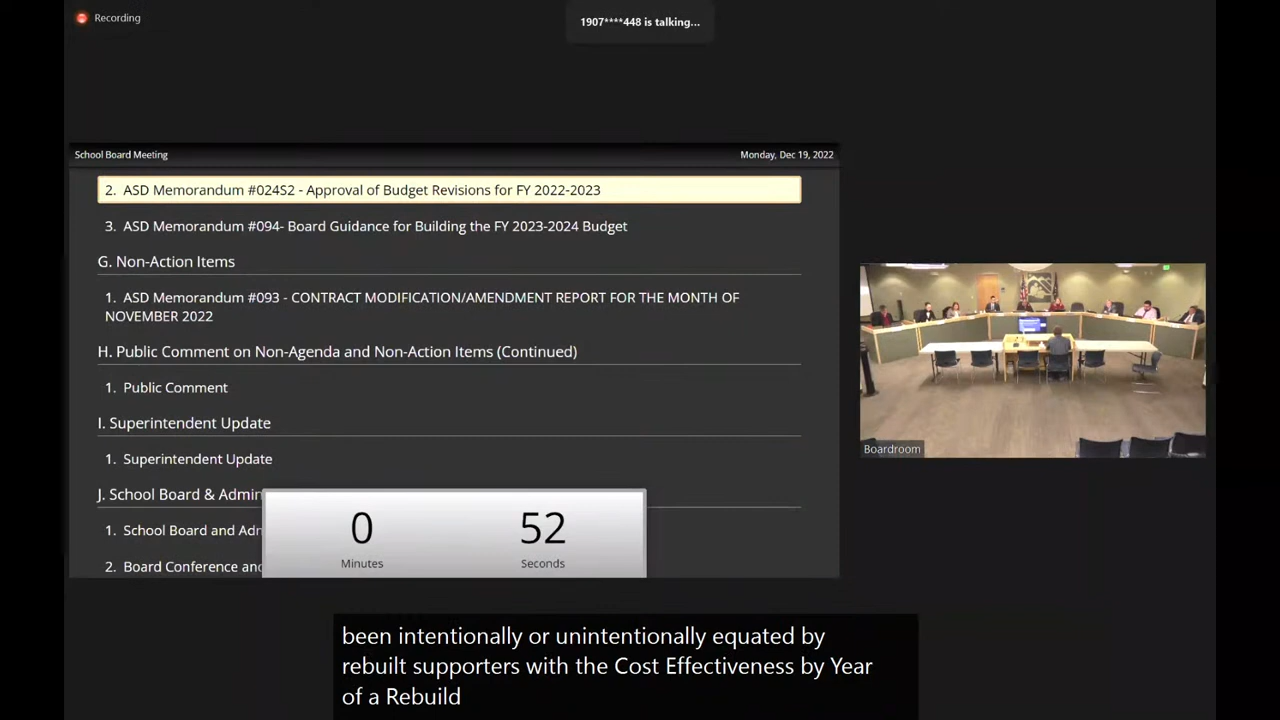 Recording
1907****448 is talking...
School Board Meeting
Monday, Dec 19, 2022
2. ASD Memorandum #024S2 - Approval of Budget Revisions for FY 2022-2023
3. ASD Memorandum #094- Board Guidance for Building the FY 2023-2024 Budget
G. Non-Action Items
1. ASD Memorandum #093 - CONTRACT MODIFICATION/AMENDMENT REPORT FOR THE MONTH OF
NOVEMBER 2022
H. Public Comment on Non-Agenda and Non-Action Items (Continued)
1. Public Comment
I. Superintendent Update
1. Superintendent Update
J. School Board & Admin
1. School Board and Adm
2. Board Conference and
0
52
Minutes
Seconds
Boardroom
been intentionally or unintentionally equated by
rebuilt supporters with the Cost Effectiveness by Year
of a Rebuild